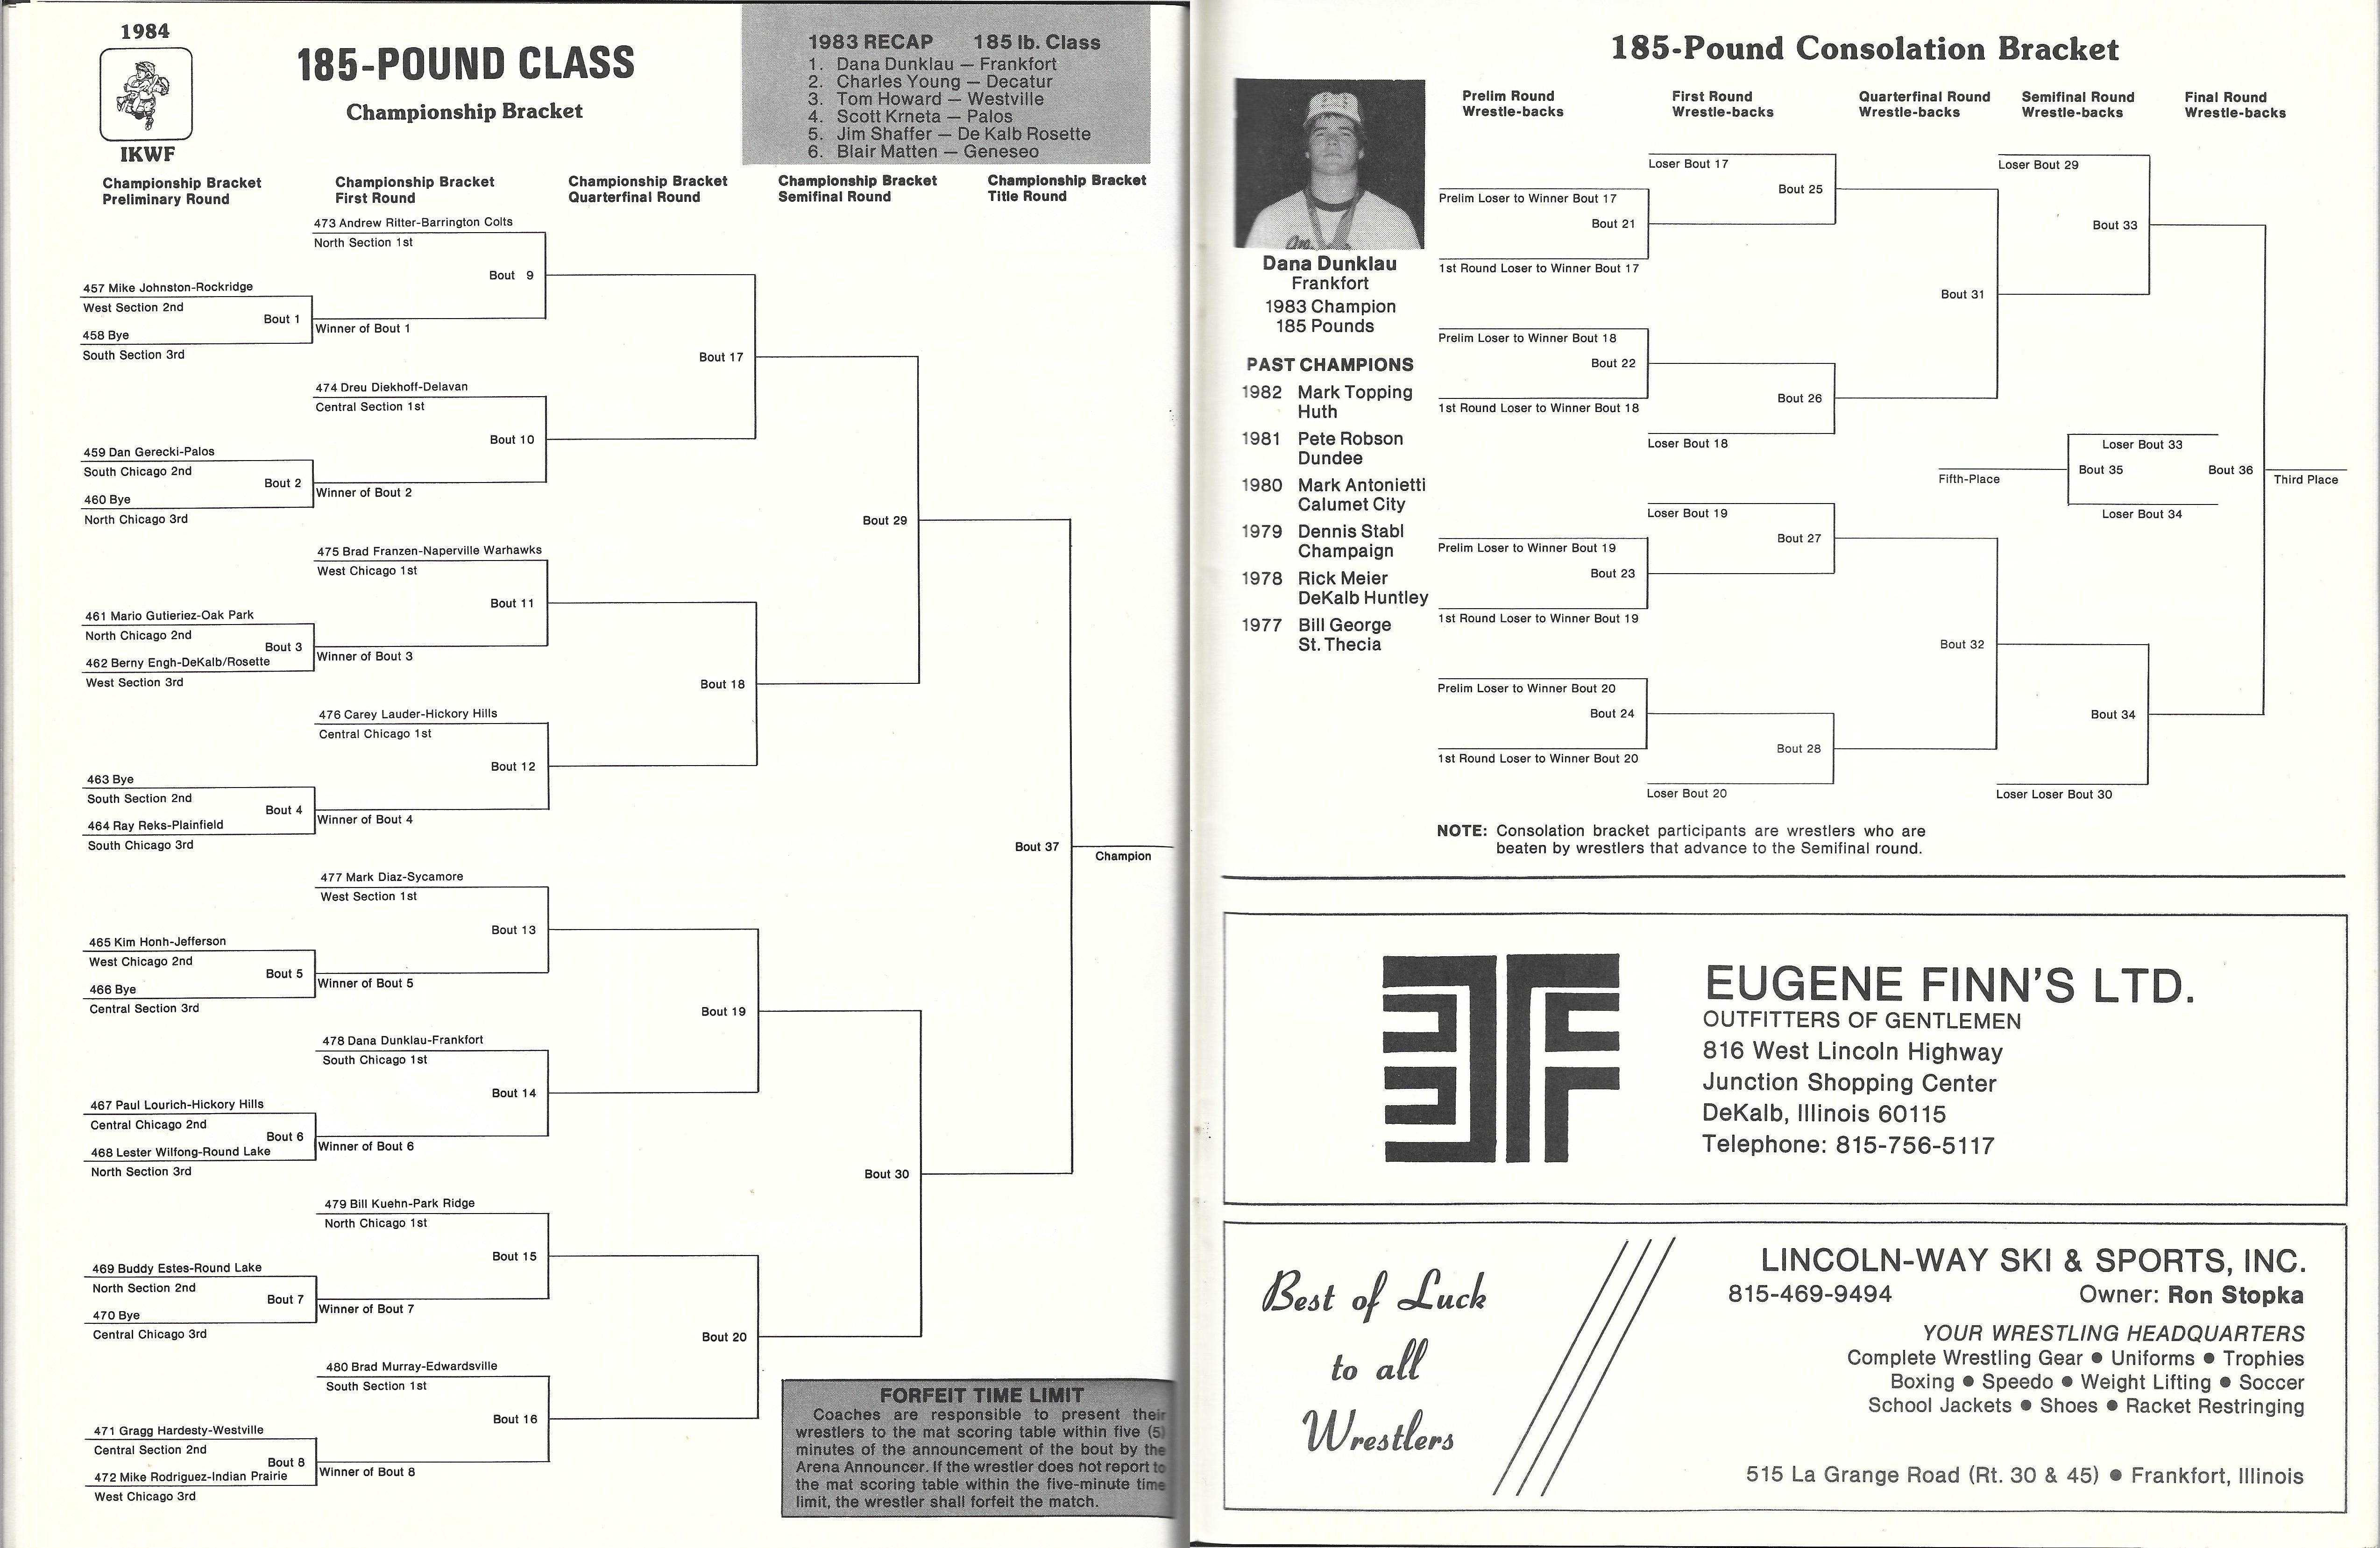 1984
IKWF
185-POUND CLASS
Championship Bracket
1983 RECAP 185 lb. Class
1. Dana Dunklau — Frankfort
2. Charles Young — Decatur
3. Tom Howard — Westville
4. Scott Krneta — Palos
5. Jim Shaffer — De Kalb Rosette
6. Blair Matten — Geneseo
Championship Bracket
Preliminary Round
Championship Bracket
First Round
Championship Bracket
Quarterfinal Round
Championship Bracket
Semifinal Round
Championship Bracket
Title Round
473 Andrew Ritter-Barrington Colts
North Section 1st
Bout 9
457 Mike Johnston-Rockridge
West Section 2nd
Bout 1
458 Bye
South Section 3rd
Winner of Bout 1
Bout 17
474 Dreu Diekhoff-Delavan
Central Section 1st
Bout 10
459 Dan Gerecki-Palos
South Chicago 2nd
Bout 2
460 Bye
North Chicago 3rd
Winner of Bout 2
Bout 29
475 Brad Franzen-Naperville Warhawks
West Chicago 1st
Bout 11
461 Mario Gutieriez-Oak Park
North Chicago 2nd
Bout 3
462 Berny Engh-DeKalb/Rosette
West Section 3rd
Winner of Bout 3
Bout 18
476 Carey Lauder-Hickory Hills
Central Chicago 1st
Bout 12
463 Bye
South Section 2nd
Bout 4
464 Ray Reks-Plainfield
South Chicago 3rd
Winner of Bout 4
Bout 37
Champion
477 Mark Diaz-Sycamore
West Section 1st
Bout 13
465 Kim Honh-Jefferson
West Chicago 2nd
Bout 5
466 Bye
Central Section 3rd
Winner of Bout 5
Bout 19
478 Dana Dunklau-Frankfort
South Chicago 1st
Bout 14
467 Paul Lourich-Hickory Hills
Central Chicago 2nd
Bout 6
468 Lester Wilfong-Round Lake
North Section 3rd
Winner of Bout 6
Bout 30
479 Bill Kuehn-Park Ridge
North Chicago 1st
Bout 15
469 Buddy Estes-Round Lake
North Section 2nd
Bout 7
470 Bye
Central Chicago 3rd
Winner of Bout 7
Bout 20
480 Brad Murray-Edwardsville
South Section 1st
Bout 16
471 Gragg Hardesty-Westville
Central Section 2nd
Bout 8
472 Mike Rodriguez-Indian Prairie
West Chicago 3rd
Winner of Bout 8
FORFEIT TIME LIMIT
Coaches are responsible to present their
wrestlers to the mat scoring table within five (5)
minutes of the announcement of the bout by the
Arena Announcer. If the wrestler does not report to
the mat scoring table within the five-minute time
limit, the wrestler shall forfeit the match.
185-Pound Consolation Bracket
Prelim Round
Wrestle-backs
First Round
Wrestle-backs
Quarterfinal Round
Wrestle-backs
Semifinal Round
Wrestle-backs
Final Round
Wrestle-backs
Dana Dunklau
Frankfort
1983 Champion
185 Pounds
PAST CHAMPIONS
1982 Mark Topping
Huth
1981 Pete Robson
Dundee
1980 Mark Antonietti
Calumet City
1979 Dennis Stabl
Champaign
1978 Rick Meier
DeKalb Huntley
1977 Bill George
St. Thecia
Loser Bout 17
Bout 25
Prelim Loser to Winner Bout 17
Bout 21
1st Round Loser to Winner Bout 17
Loser Bout 29
Bout 33
Bout 31
Prelim Loser to Winner Bout 18
Bout 22
1st Round Loser to Winner Bout 18
Bout 26
Loser Bout 18
Loser Bout 33
Fifth-Place
Bout 35
Bout 36
Third Place
Loser Bout 34
Loser Bout 19
Bout 27
Prelim Loser to Winner Bout 19
Bout 23
1st Round Loser to Winner Bout 19
Bout 32
Prelim Loser to Winner Bout 20
Bout 24
1st Round Loser to Winner Bout 20
Bout 28
Loser Bout 20
Bout 34
Loser Loser Bout 30
NOTE: Consolation bracket participants are wrestlers who are
beaten by wrestlers that advance to the Semifinal round.
EF
EUGENE FINN'S LTD.
OUTFITTERS OF GENTLEMEN
816 West Lincoln Highway
Junction Shopping Center
DeKalb, Illinois 60115
Telephone: 815-756-5117
Best of Luck
to all
Wrestlers
LINCOLN-WAY SKI & SPORTS, INC.
815-469-9494 Owner: Ron Stopka
YOUR WRESTLING HEADQUARTERS
Complete Wrestling Gear ● Uniforms ● Trophies
Boxing ● Speedo ● Weight Lifting ● Soccer
School Jackets ● Shoes ● Racket Restringing
515 La Grange Road (Rt. 30 & 45) ● Frankfort, Illinois